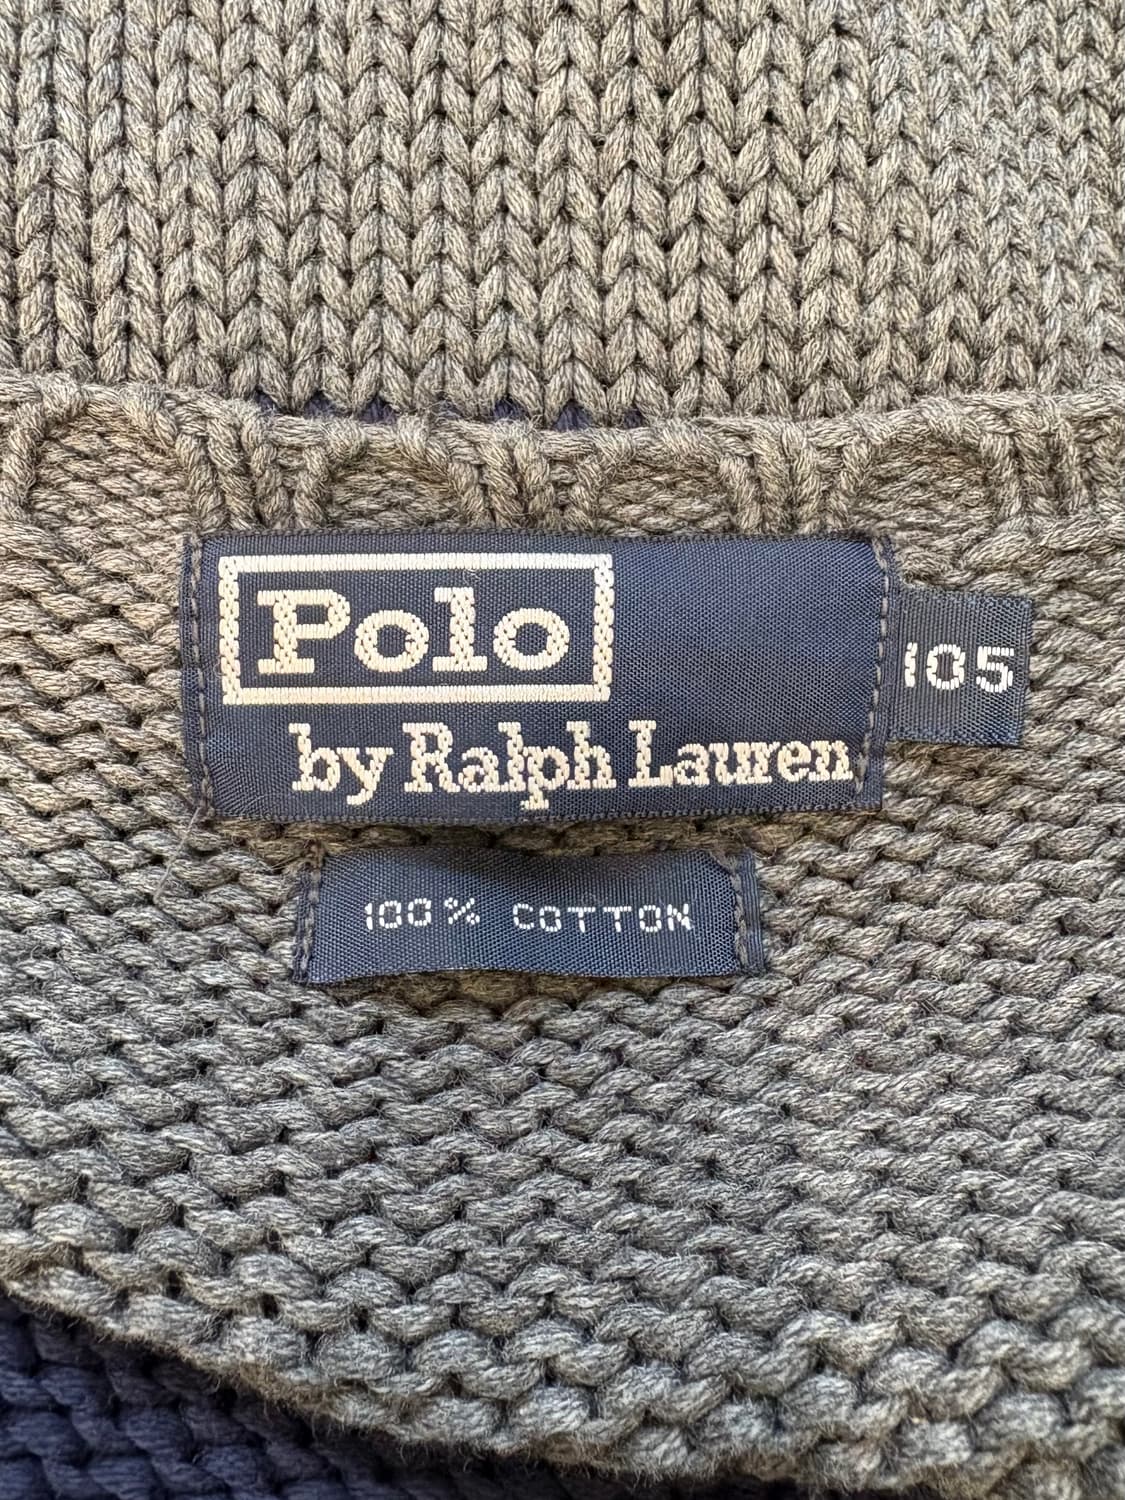 Polo
by Ralph Lauren
105
100% COTTON